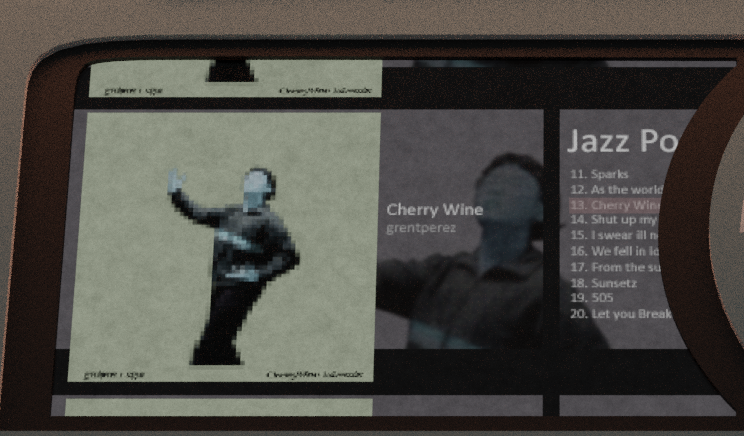 Cherry Wine
grentperez
Jazz Po
11. Sparks
12. As the world
13. Cherry Wine
14. Shut up my
15. I swear ill n
16. We fell in lo
17. From the su
18. Sunsetz
19. 505
20. Let you Break